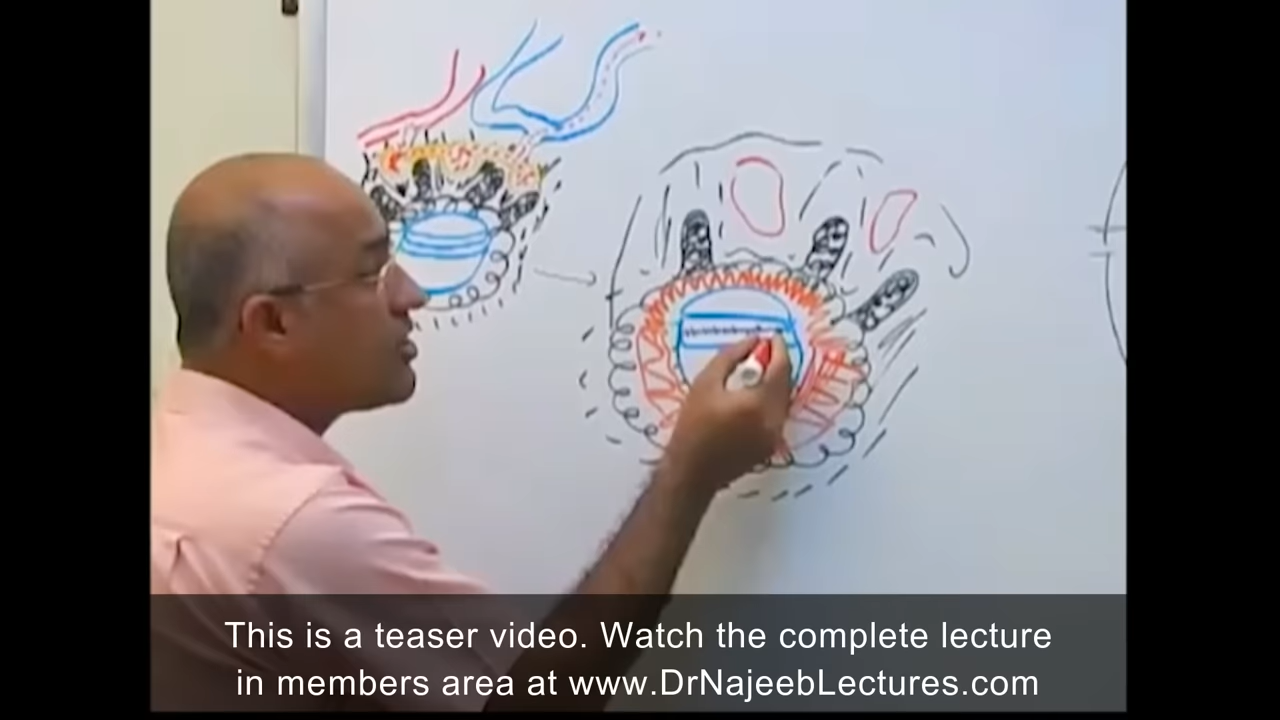 This is a teaser video. Watch the complete lecture
in members area at www.DrNajeebLectures.com